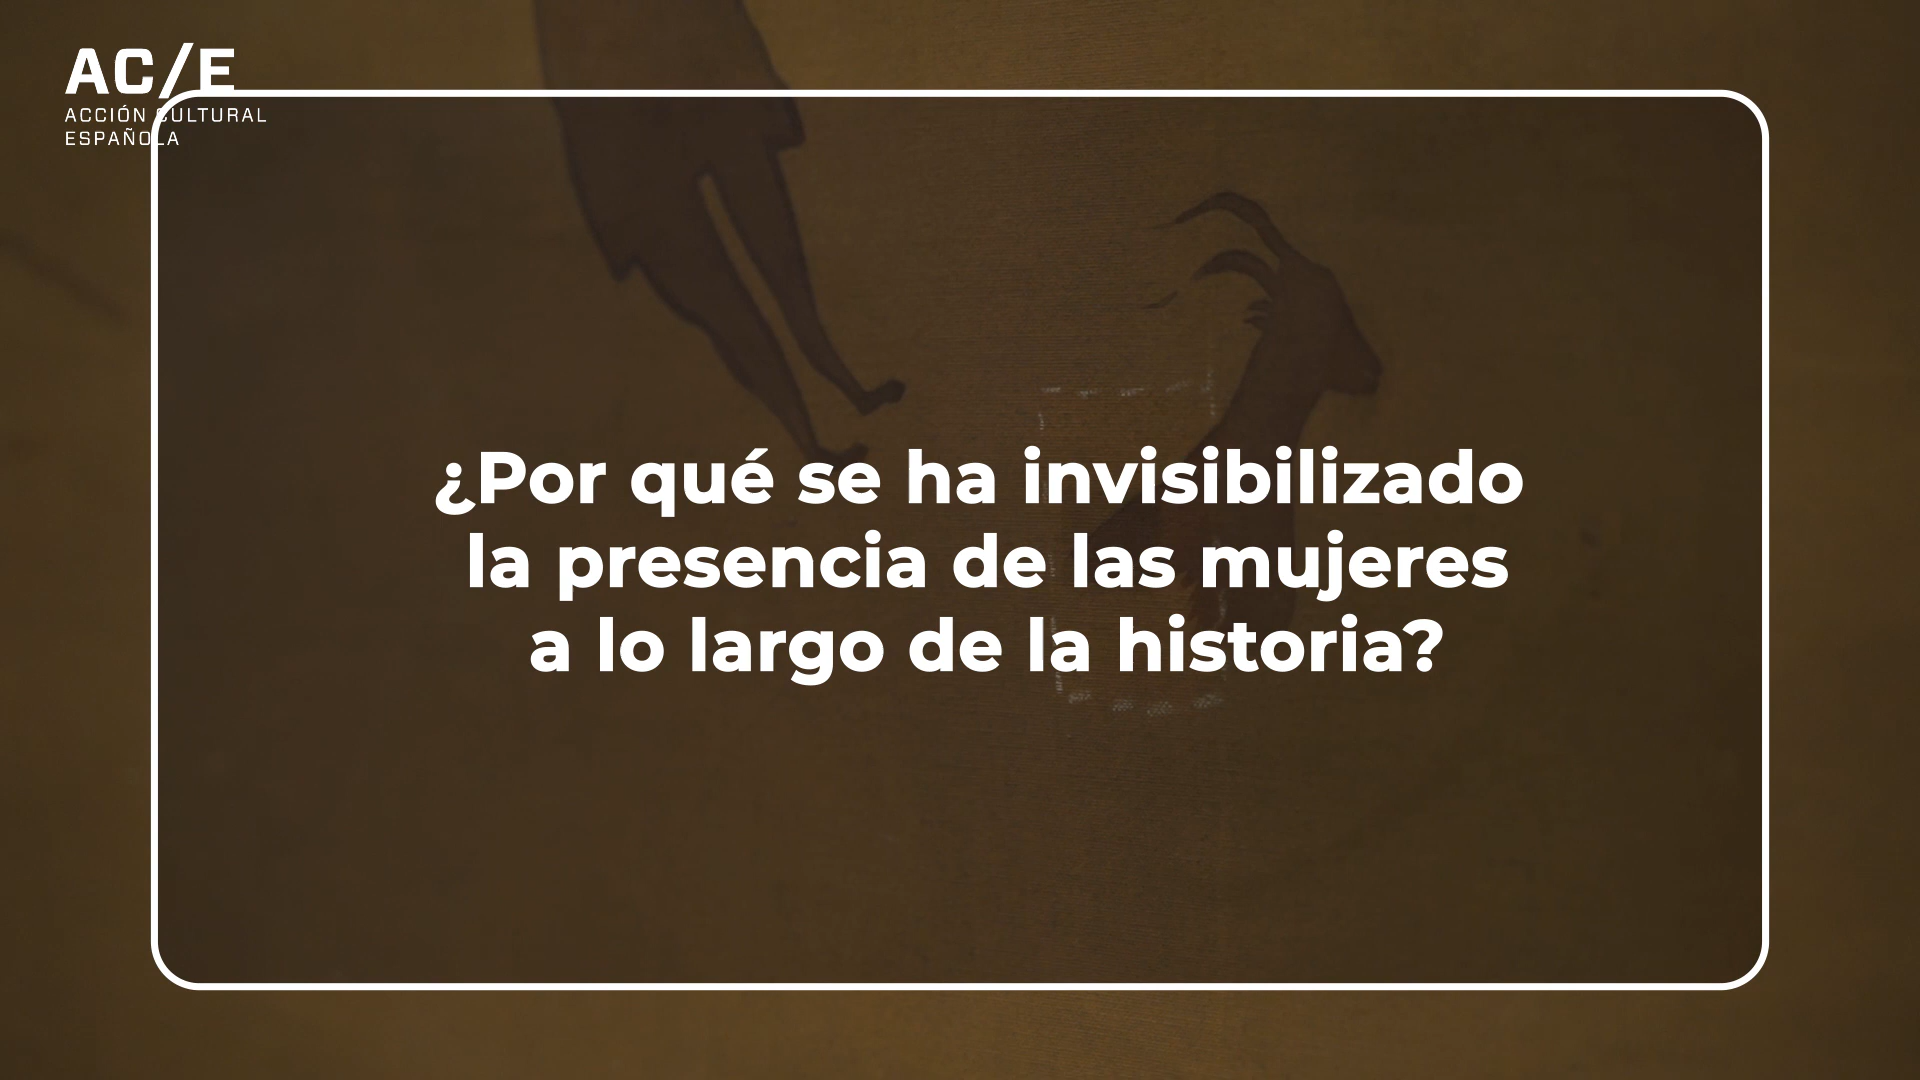 AC/E
ACCIÓN CULTURAL
ESPAÑOLA
¿Por qué se ha invisibilizado
la presencia de las mujeres
a lo largo de la historia?